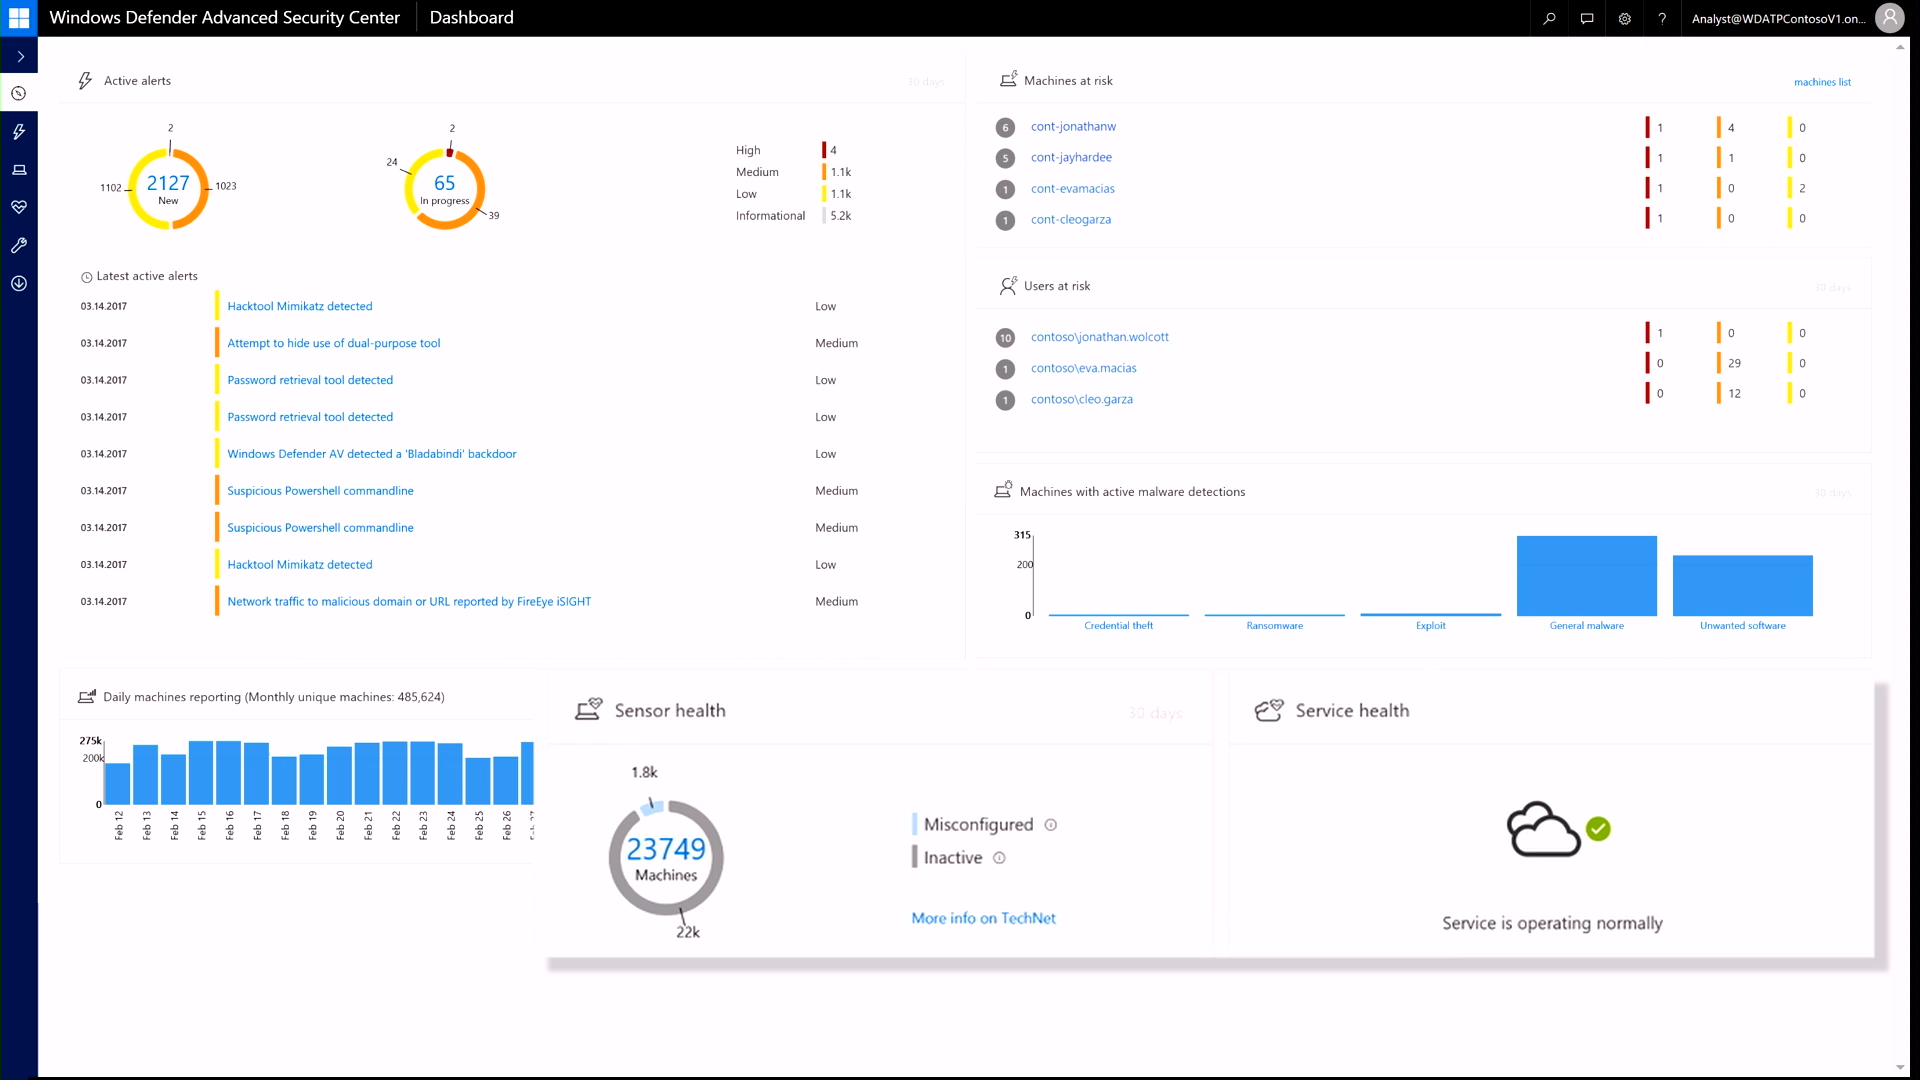 Windows Defender Advanced Security Center
Dashboard
Analyst@WDATPContosoV1.on...
Active alerts
30 days
2
1102
2127
New
1023
2
24
65
In progress
39
High 4
Medium 1.1k
Low 1.1k
Informational 5.2k
Latest active alerts
03.14.2017 Hacktool Mimikatz detected Low
03.14.2017 Attempt to hide use of dual-purpose tool Medium
03.14.2017 Password retrieval tool detected Low
03.14.2017 Password retrieval tool detected Low
03.14.2017 Windows Defender AV detected a 'Bladabindi' backdoor Low
03.14.2017 Suspicious Powershell commandline Medium
03.14.2017 Suspicious Powershell commandline Medium
03.14.2017 Hacktool Mimikatz detected Low
03.14.2017 Network traffic to malicious domain or URL reported by FireEye iSIGHT Medium
Machines at risk
machines list
6 cont-jonathanw 1 4 0
5 cont-jayhardee 1 1 0
1 cont-evamacias 1 0 2
1 cont-cleogarza 1 0 0
Users at risk
30 days
10 contoso\jonathan.wolcott 1 0 0
1 contoso\eva.macias 0 29 0
1 contoso\cleo.garza 0 12 0
Machines with active malware detections
30 days
315
200
0
Credential theft Ransomware Exploit General malware Unwanted software
Daily machines reporting (Monthly unique machines: 485,624)
275k
200k
0
Feb 12 Feb 13 Feb 14 Feb 15 Feb 16 Feb 17 Feb 18 Feb 19 Feb 20 Feb 21 Feb 22 Feb 23 Feb 24 Feb 25 Feb 26
Sensor health
30 days
1.8k
23749
Machines
22k
Misconfigured
Inactive
More info on TechNet
Service health
Service is operating normally